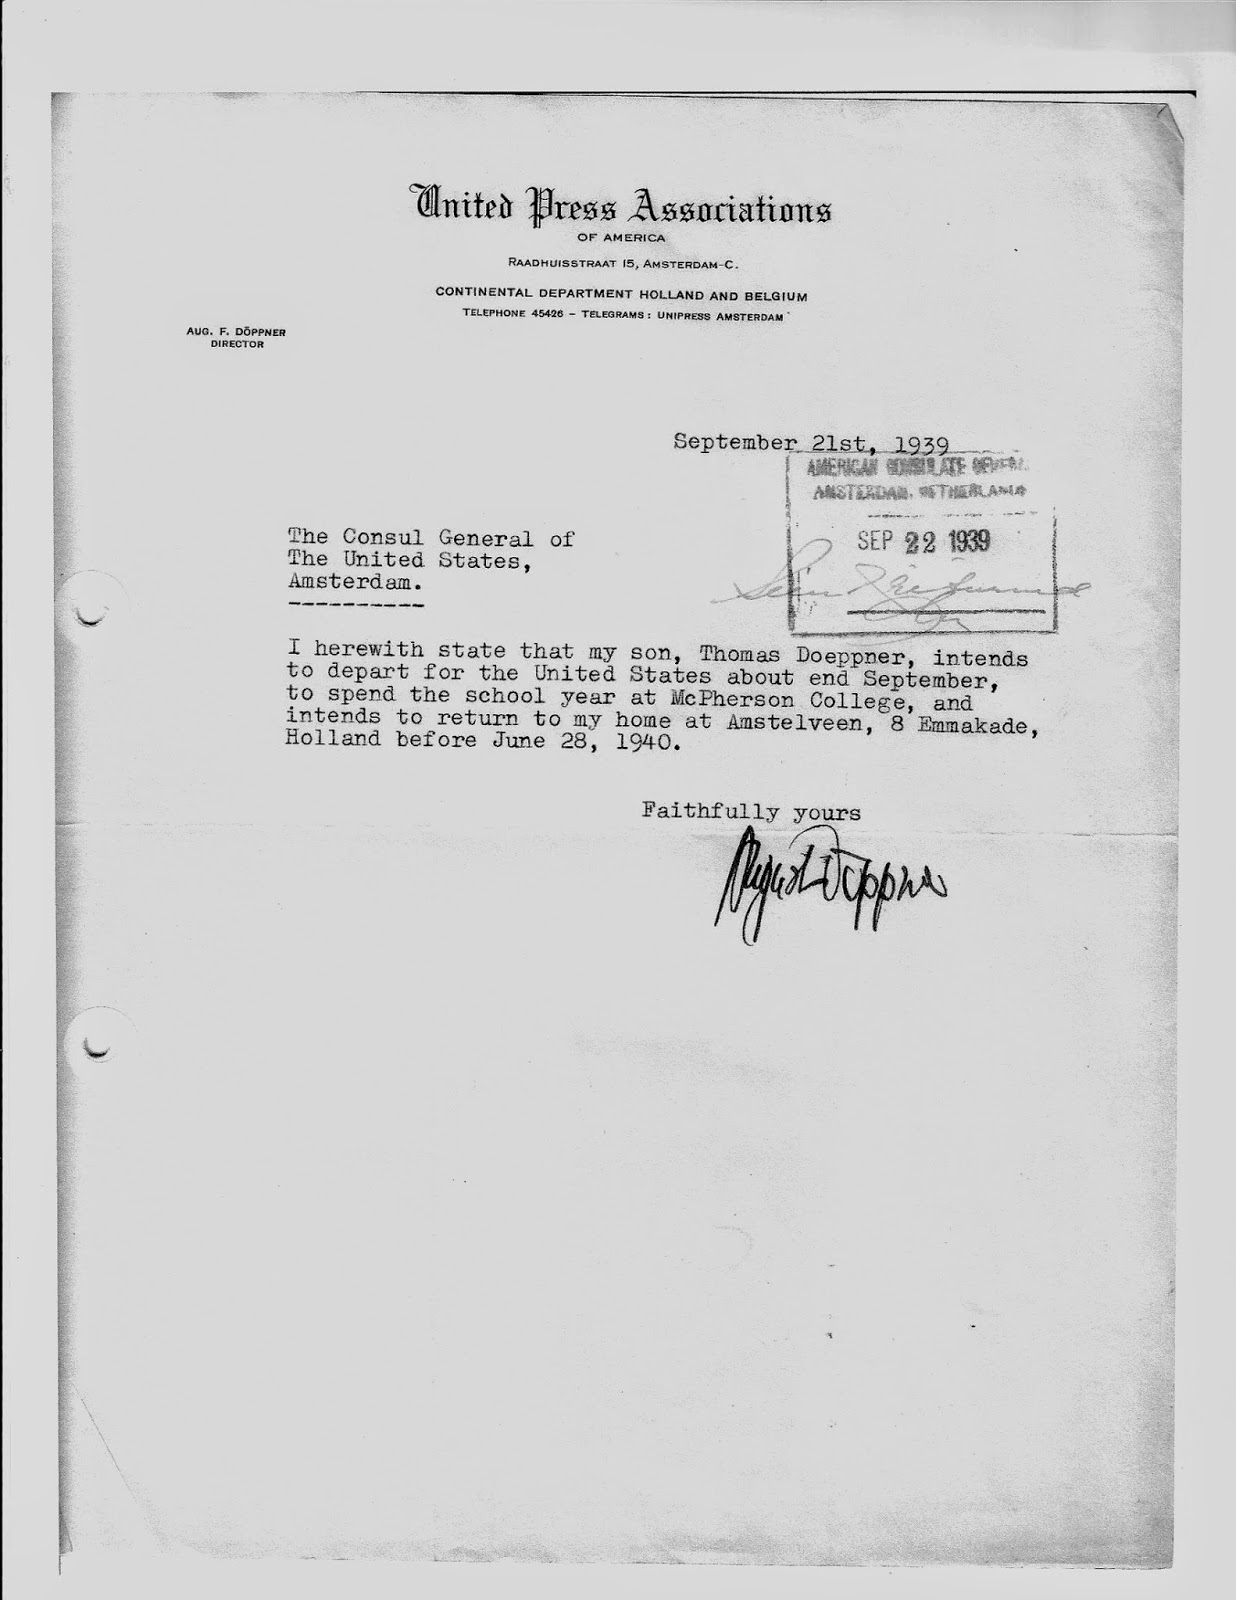 United Press Associations
OF AMERICA
RAADHUISSTRAAT 15, AMSTERDAM-C.
CONTINENTAL DEPARTMENT HOLLAND AND BELGIUM
TELEPHONE 45426 – TELEGRAMS: UNIPRESS AMSTERDAM
AUG. F. DÖPPNER
DIRECTOR
September 21st, 1939
AMERICAN CONSULATE GENERAL
AMSTERDAM, NETHERLANDS
SEP 22 1939
The Consul General of
The United States,
Amsterdam.
----------
I herewith state that my son, Thomas Doeppner, intends
to depart for the United States about end September,
to spend the school year at McPherson College, and
intends to return to my home at Amstelveen, 8 Emmakade,
Holland before June 28, 1940.
Faithfully yours
August Döppner